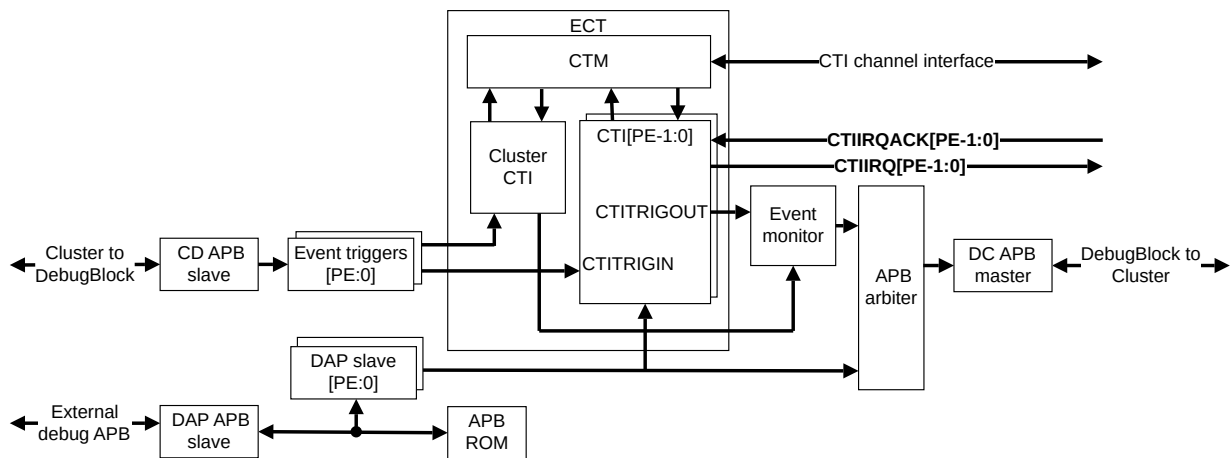 ECT
CTM
CTI channel interface
CTI[PE-1:0]
CTIIRQACK[PE-1:0]
Cluster
CTI
CTIIRQ[PE-1:0]
CTITRIGOUT
Event
monitor
Cluster to
DebugBlock
CD APB
slave
Event triggers
[PE:0]
CTITRIGIN
APB
arbiter
DC APB
master
DebugBlock to
Cluster
DAP slave
[PE:0]
External
debug APB
DAP APB
slave
APB
ROM